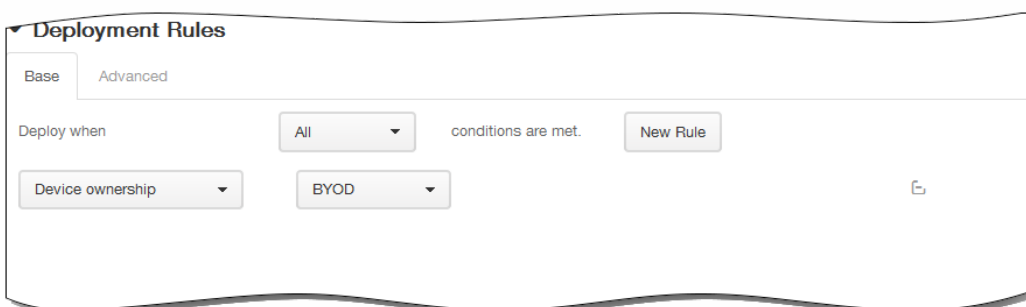 Deployment Rules
Base Advanced
Deploy when All conditions are met. New Rule
Device ownership BYOD